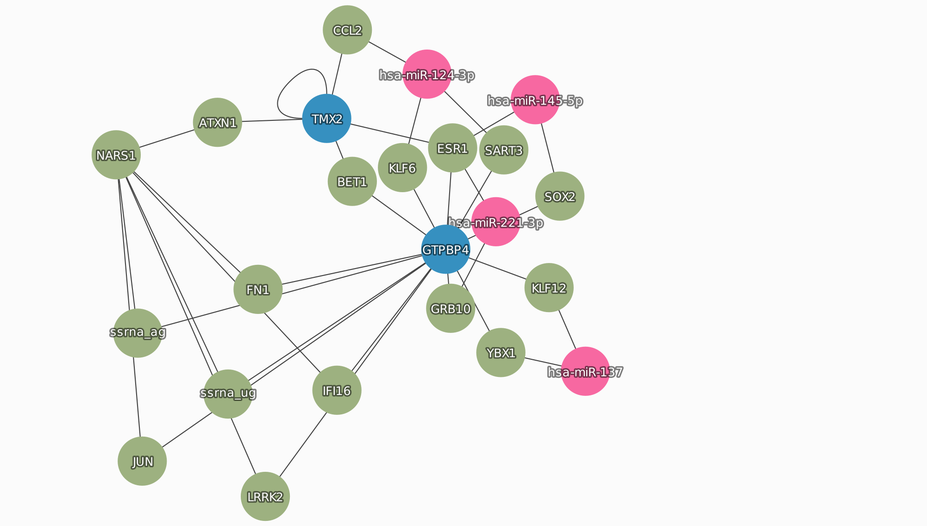 CCL2
hsa-miR-124-3p
hsa-miR-145-5p
TMX2
ATXN1
NARS1
ESR1
SART3
KLF6
BET1
SOX2
hsa-miR-221-3p
GTPBP4
FN1
KLF12
GRB10
ssrna_ag
YBX1
hsa-miR-137
ssrna_ug
IFI16
JUN
LRRK2